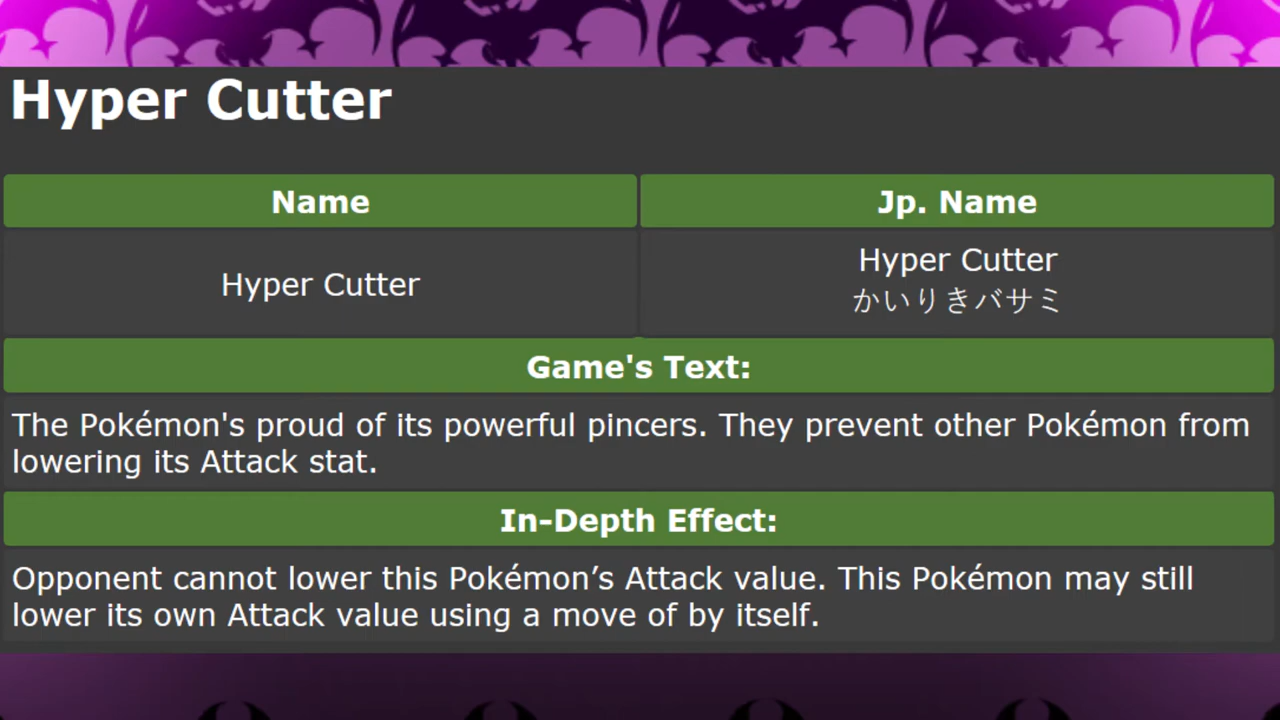 Hyper Cutter
Name
Jp. Name
Hyper Cutter
Hyper Cutter
かいりきバサミ
Game's Text:
The Pokémon's proud of its powerful pincers. They prevent other Pokémon from
lowering its Attack stat.
In-Depth Effect:
Opponent cannot lower this Pokémon’s Attack value. This Pokémon may still
lower its own Attack value using a move of by itself.